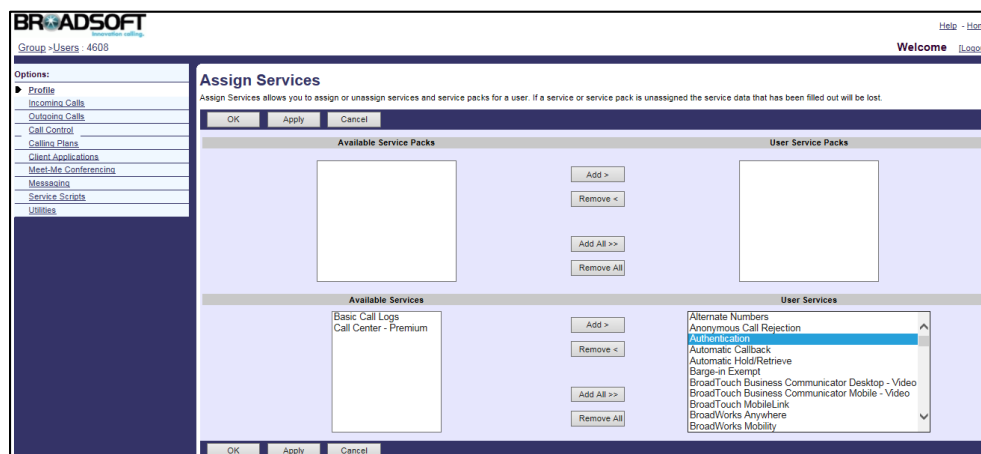 BROADSOFT
innovation calling.
Help - Hom
Group >Users : 4608
Welcome [Logou
Options:
Profile
Incoming Calls
Outgoing Calls
Call Control
Calling Plans
Client Applications
Meet-Me Conferencing
Messaging
Service Scripts
Utilities
Assign Services
Assign Services allows you to assign or unassign services and service packs for a user. If a service or service pack is unassigned the service data that has been filled out will be lost.
OK Apply Cancel
Available Service Packs User Service Packs
Add >
Remove <
Add All >>
Remove All
Available Services User Services
Basic Call Logs
Call Center - Premium
Add >
Remove <
Add All >>
Remove All
Alternate Numbers
Anonymous Call Rejection
Authentication
Automatic Callback
Automatic Hold/Retrieve
Barge-in Exempt
BroadTouch Business Communicator Desktop - Video
BroadTouch Business Communicator Mobile - Video
BroadTouch MobileLink
BroadWorks Anywhere
BroadWorks Mobility
OK Apply Cancel